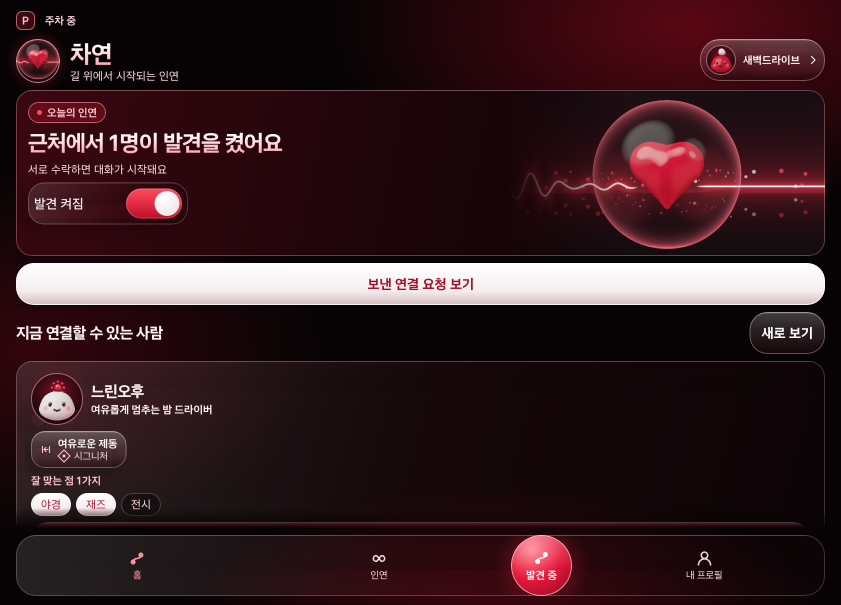 P 주차 중
차연
길 위에서 시작되는 인연
새벽드라이브
오늘의 인연
근처에서 1명이 발견을 켰어요
서로 수락하면 대화가 시작돼요
발견 켜짐
보낸 연결 요청 보기
지금 연결할 수 있는 사람
새로 보기
느린오후
여유롭게 멈추는 밤 드라이버
여유로운 제동
시그니처
잘 맞는 점 1가지
야경 재즈 전시
홈 인연 발견 중 내 프로필